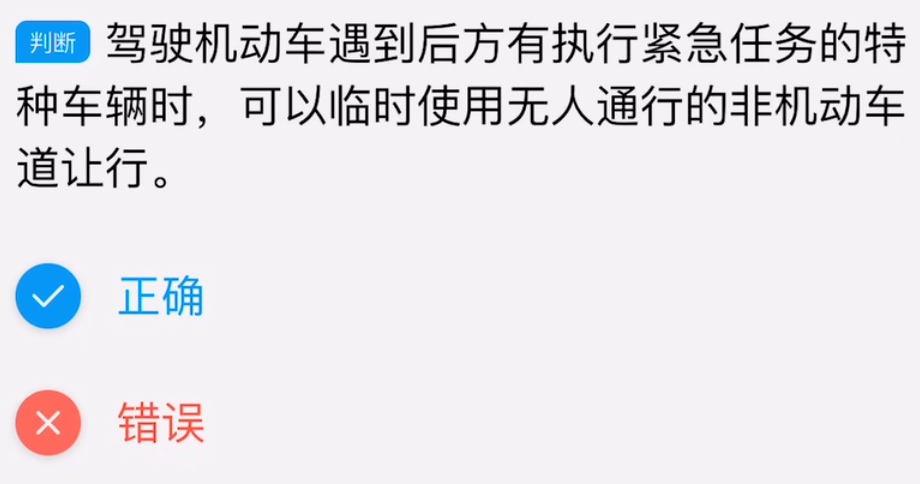 判断 驾驶机动车遇到后方有执行紧急任务的特
种车辆时，可以临时使用无人通行的非机动车
道让行。
正确
错误